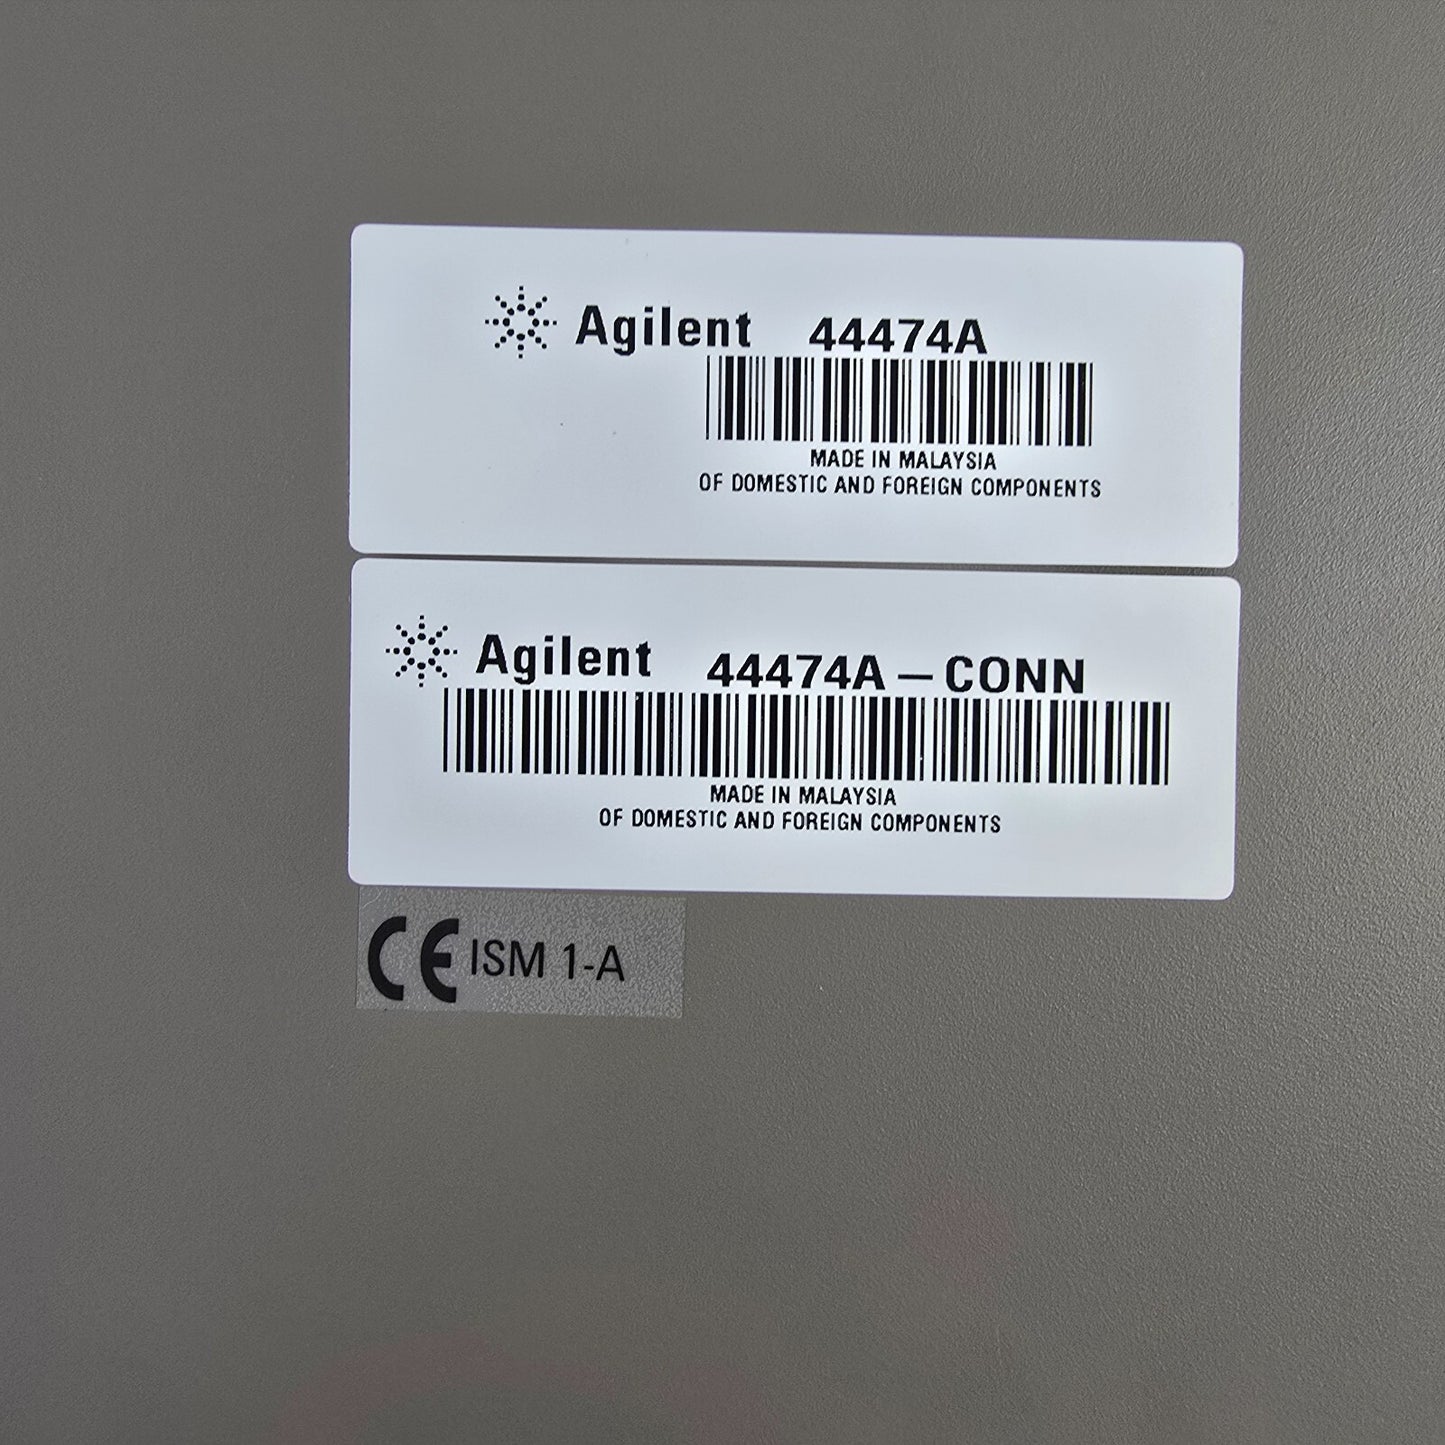 Agilent 44474A
MADE IN MALAYSIA
OF DOMESTIC AND FOREIGN COMPONENTS
Agilent 44474A – CONN
MADE IN MALAYSIA
OF DOMESTIC AND FOREIGN COMPONENTS
CE ISM 1-A